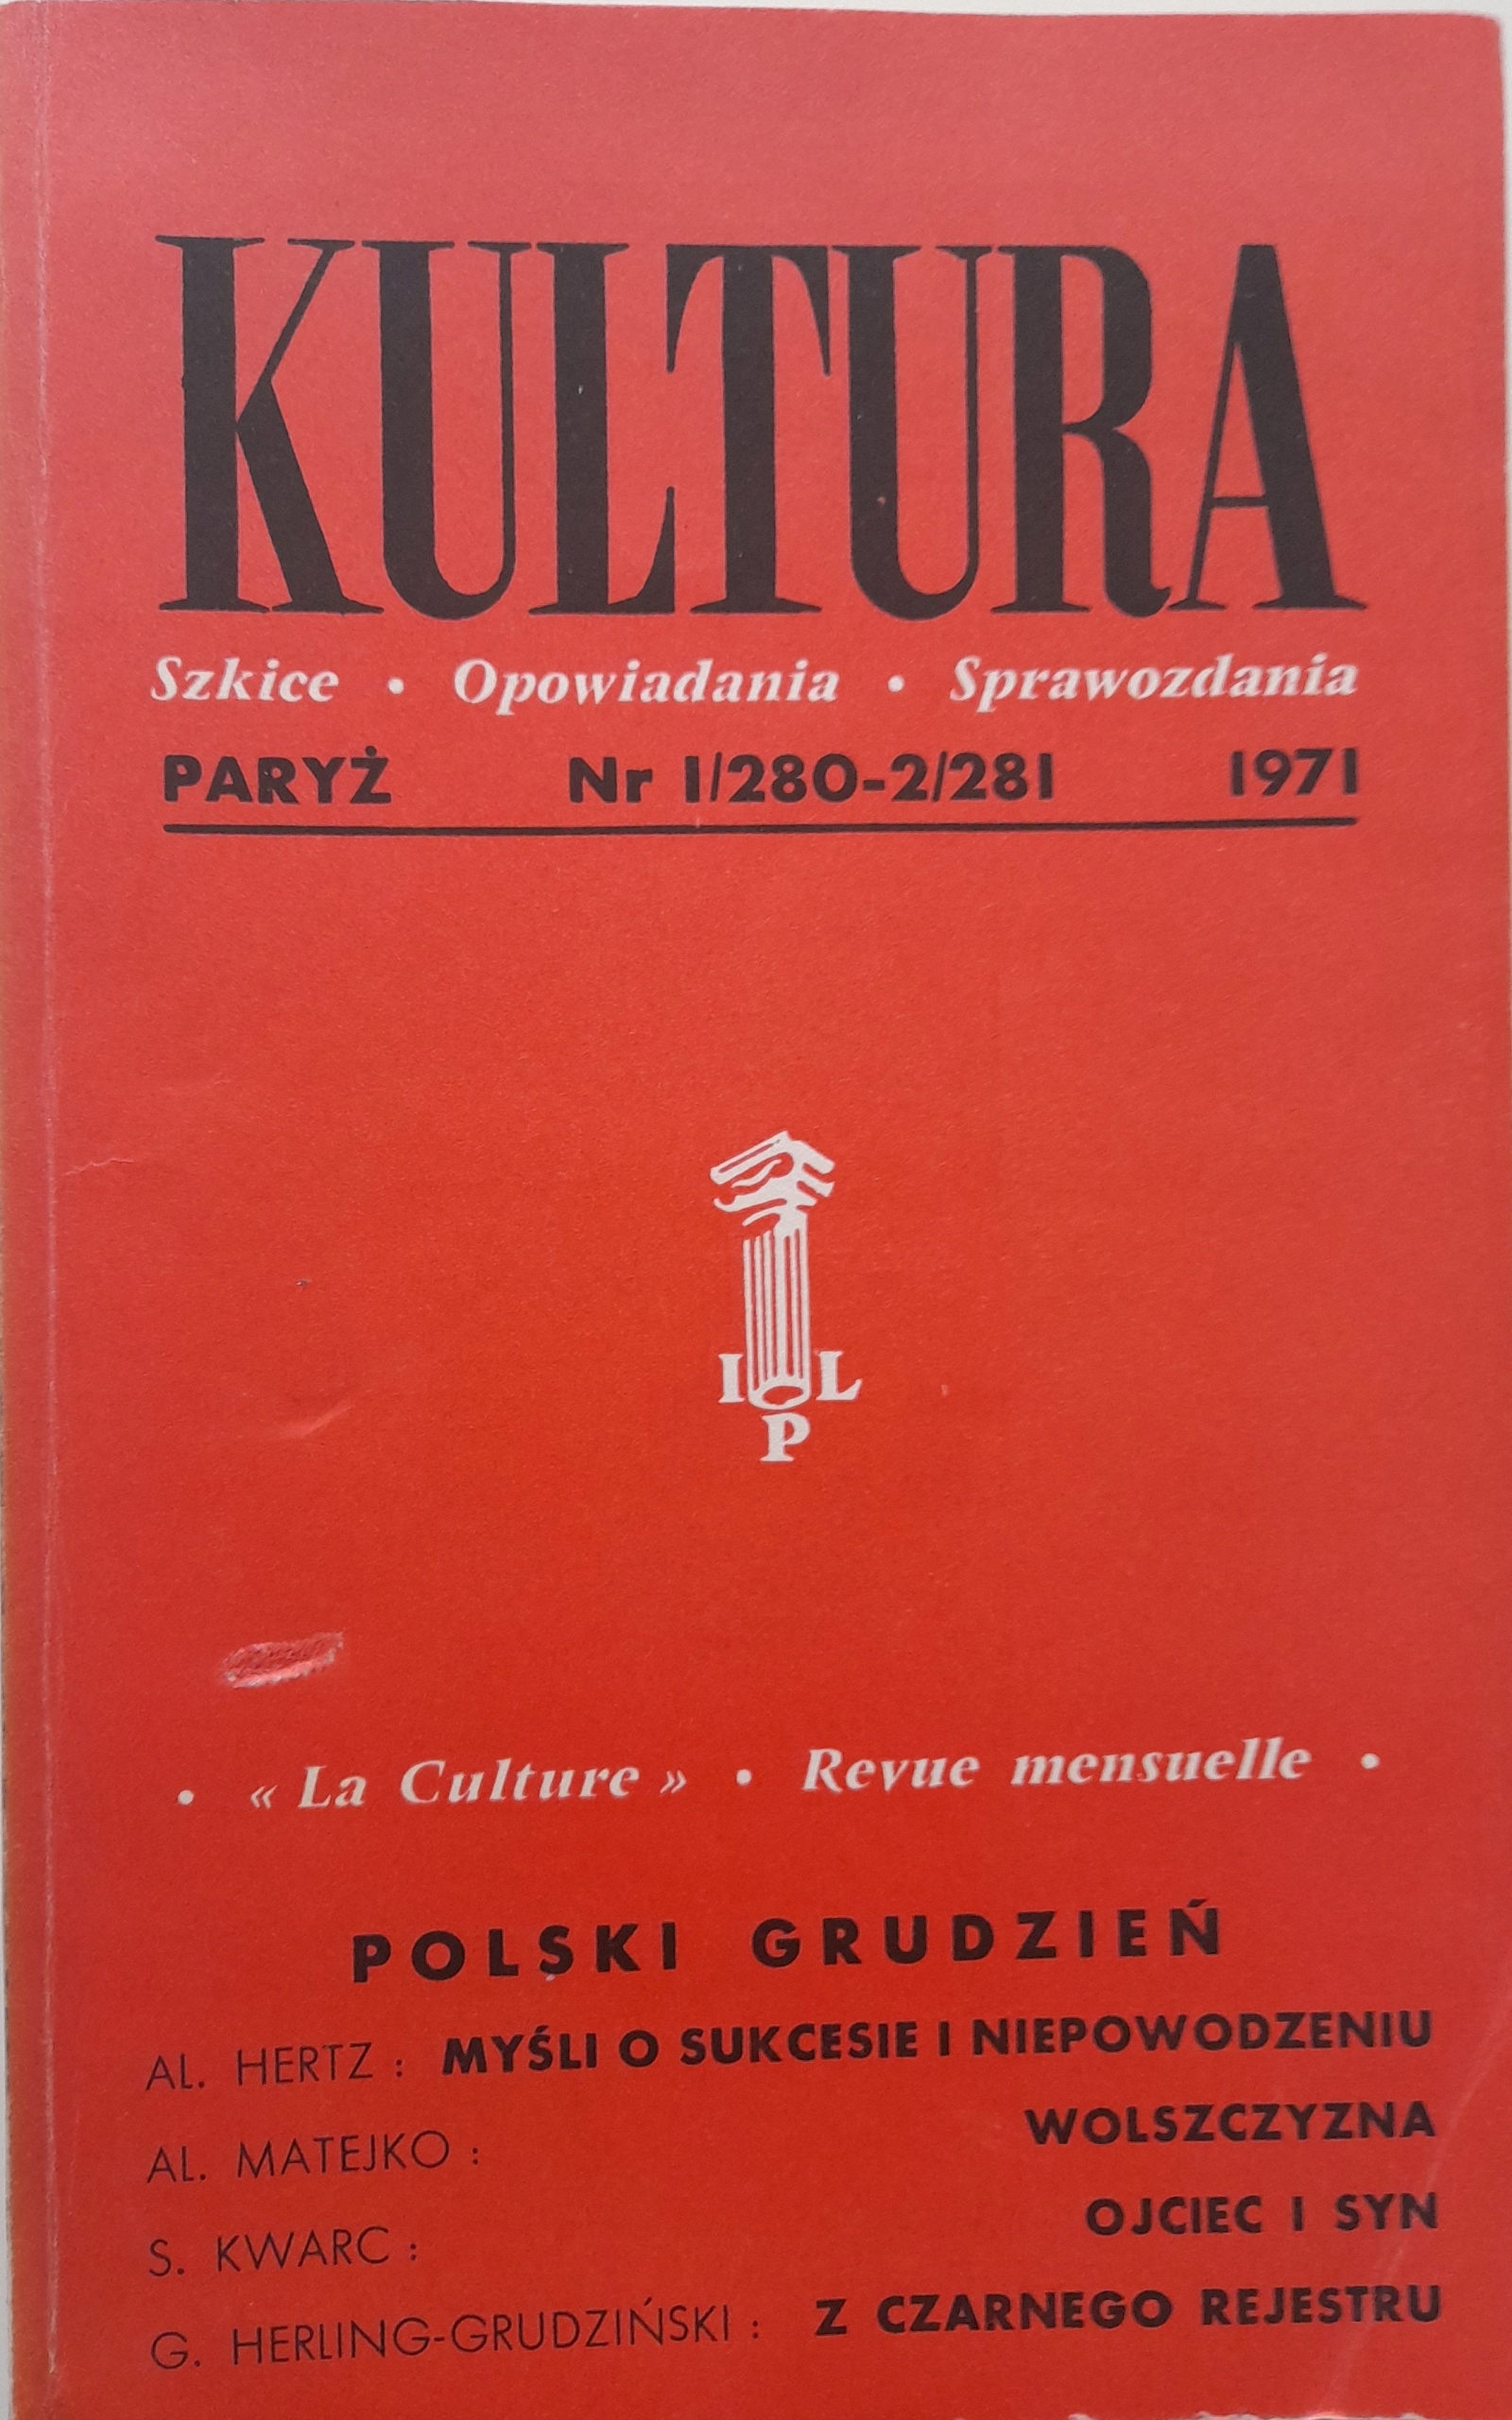 KULTURA
Szkice • Opowiadania • Sprawozdania
PARYŻ Nr 1/280-2/281 1971
I L
P
• « La Culture » • Revue mensuelle •
POLSKI GRUDZIEŃ
AL. HERTZ : MYŚLI O SUKCESIE I NIEPOWODZENIU
AL. MATEJKO : WOLSZCZYZNA
S. KWARC : OJCIEC I SYN
G. HERLING-GRUDZIŃSKI : Z CZARNEGO REJESTRU